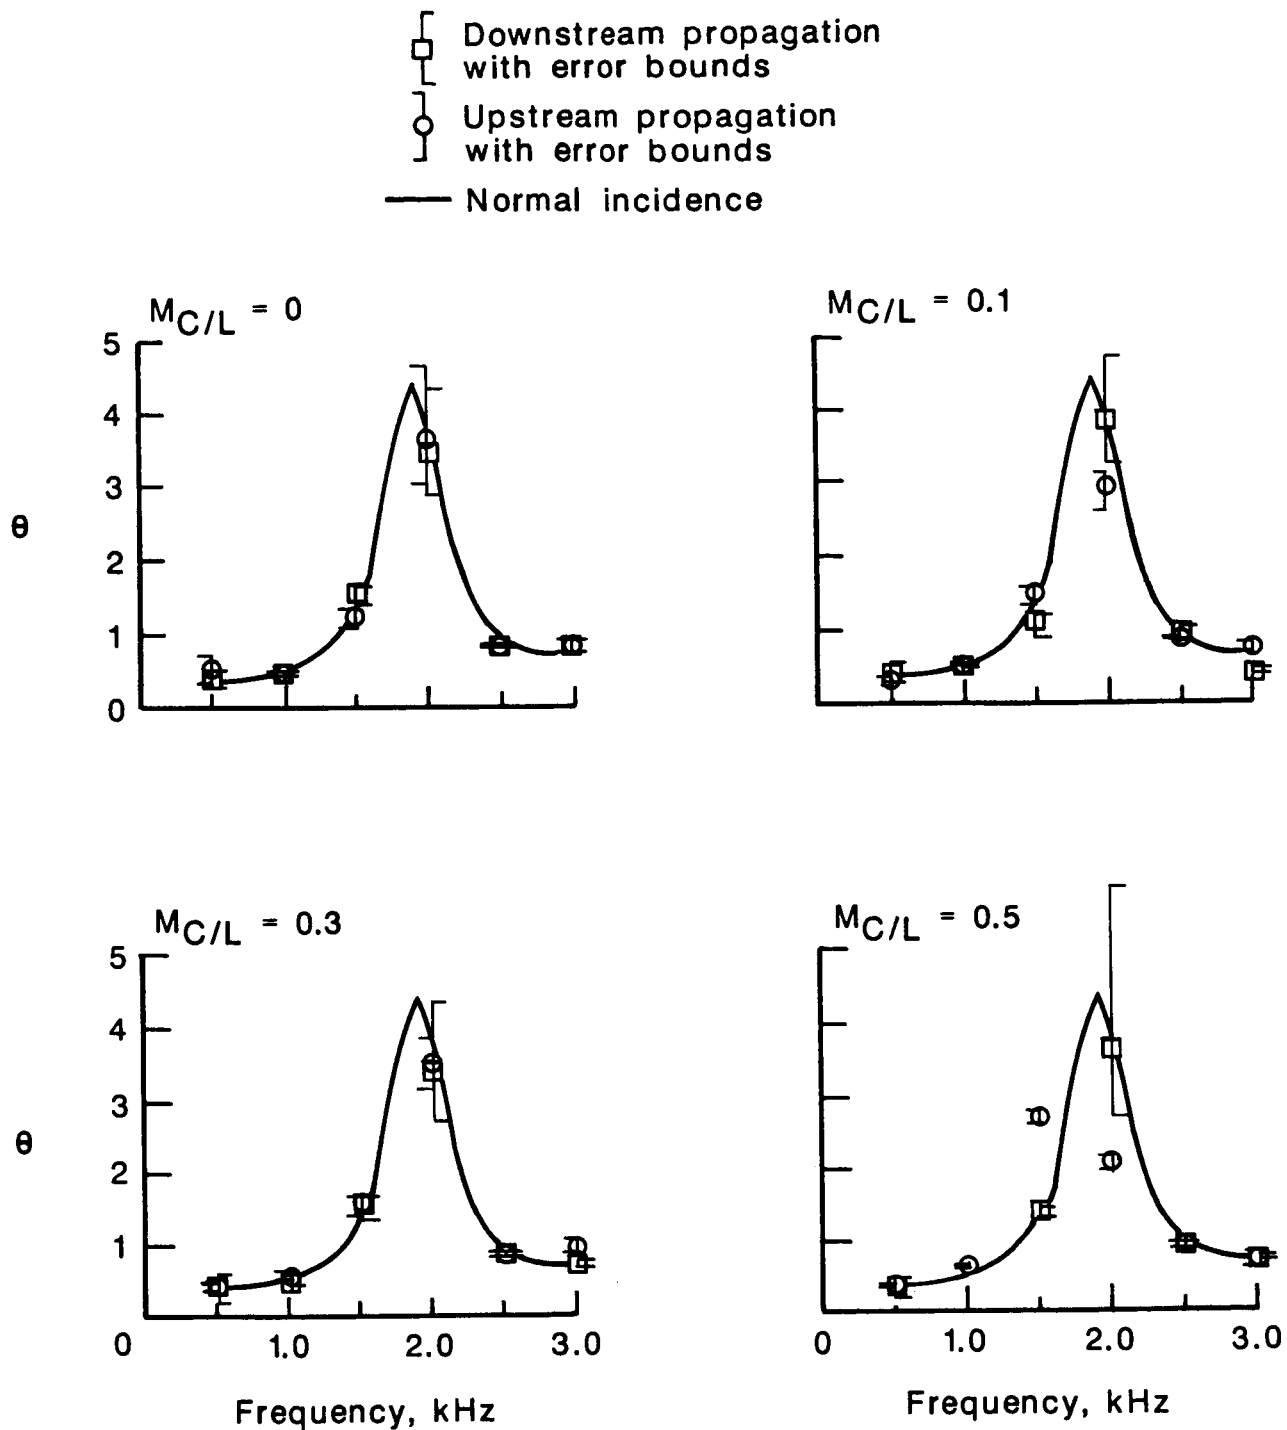 Downstream propagation
with error bounds
Upstream propagation
with error bounds
Normal incidence
M_C/L = 0
5
4
3
2
1
0
θ
M_C/L = 0.1
M_C/L = 0.3
5
4
3
2
1
0
1.0
2.0
3.0
θ
Frequency, kHz
M_C/L = 0.5
0
1.0
2.0
3.0
Frequency, kHz